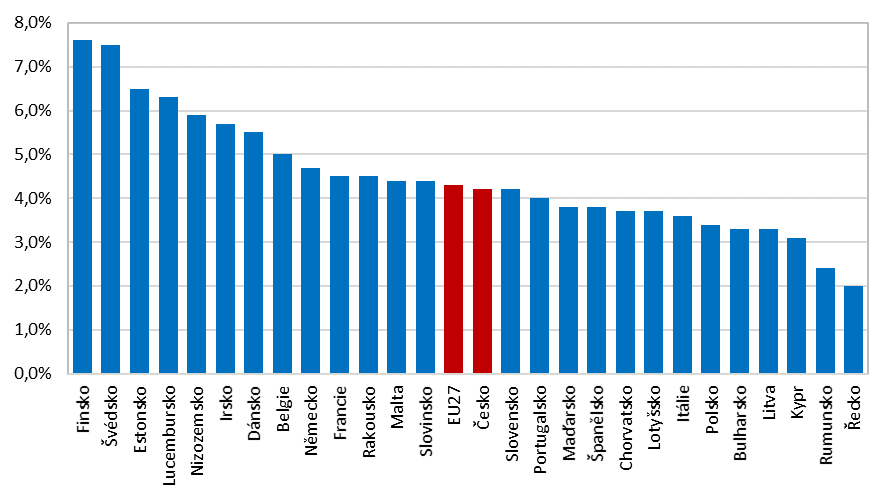 8,0%
7,0%
6,0%
5,0%
4,0%
3,0%
2,0%
1,0%
0,0%
Finsko
Švédsko
Estonsko
Lucembursko
Nizozemsko
Irsko
Dánsko
Belgie
Německo
Francie
Rakousko
Malta
Slovinsko
EU27
Česko
Slovensko
Portugalsko
Maďarsko
Španělsko
Chorvatsko
Lotyšsko
Itálie
Polsko
Bulharsko
Litva
Kypr
Rumunsko
Řecko